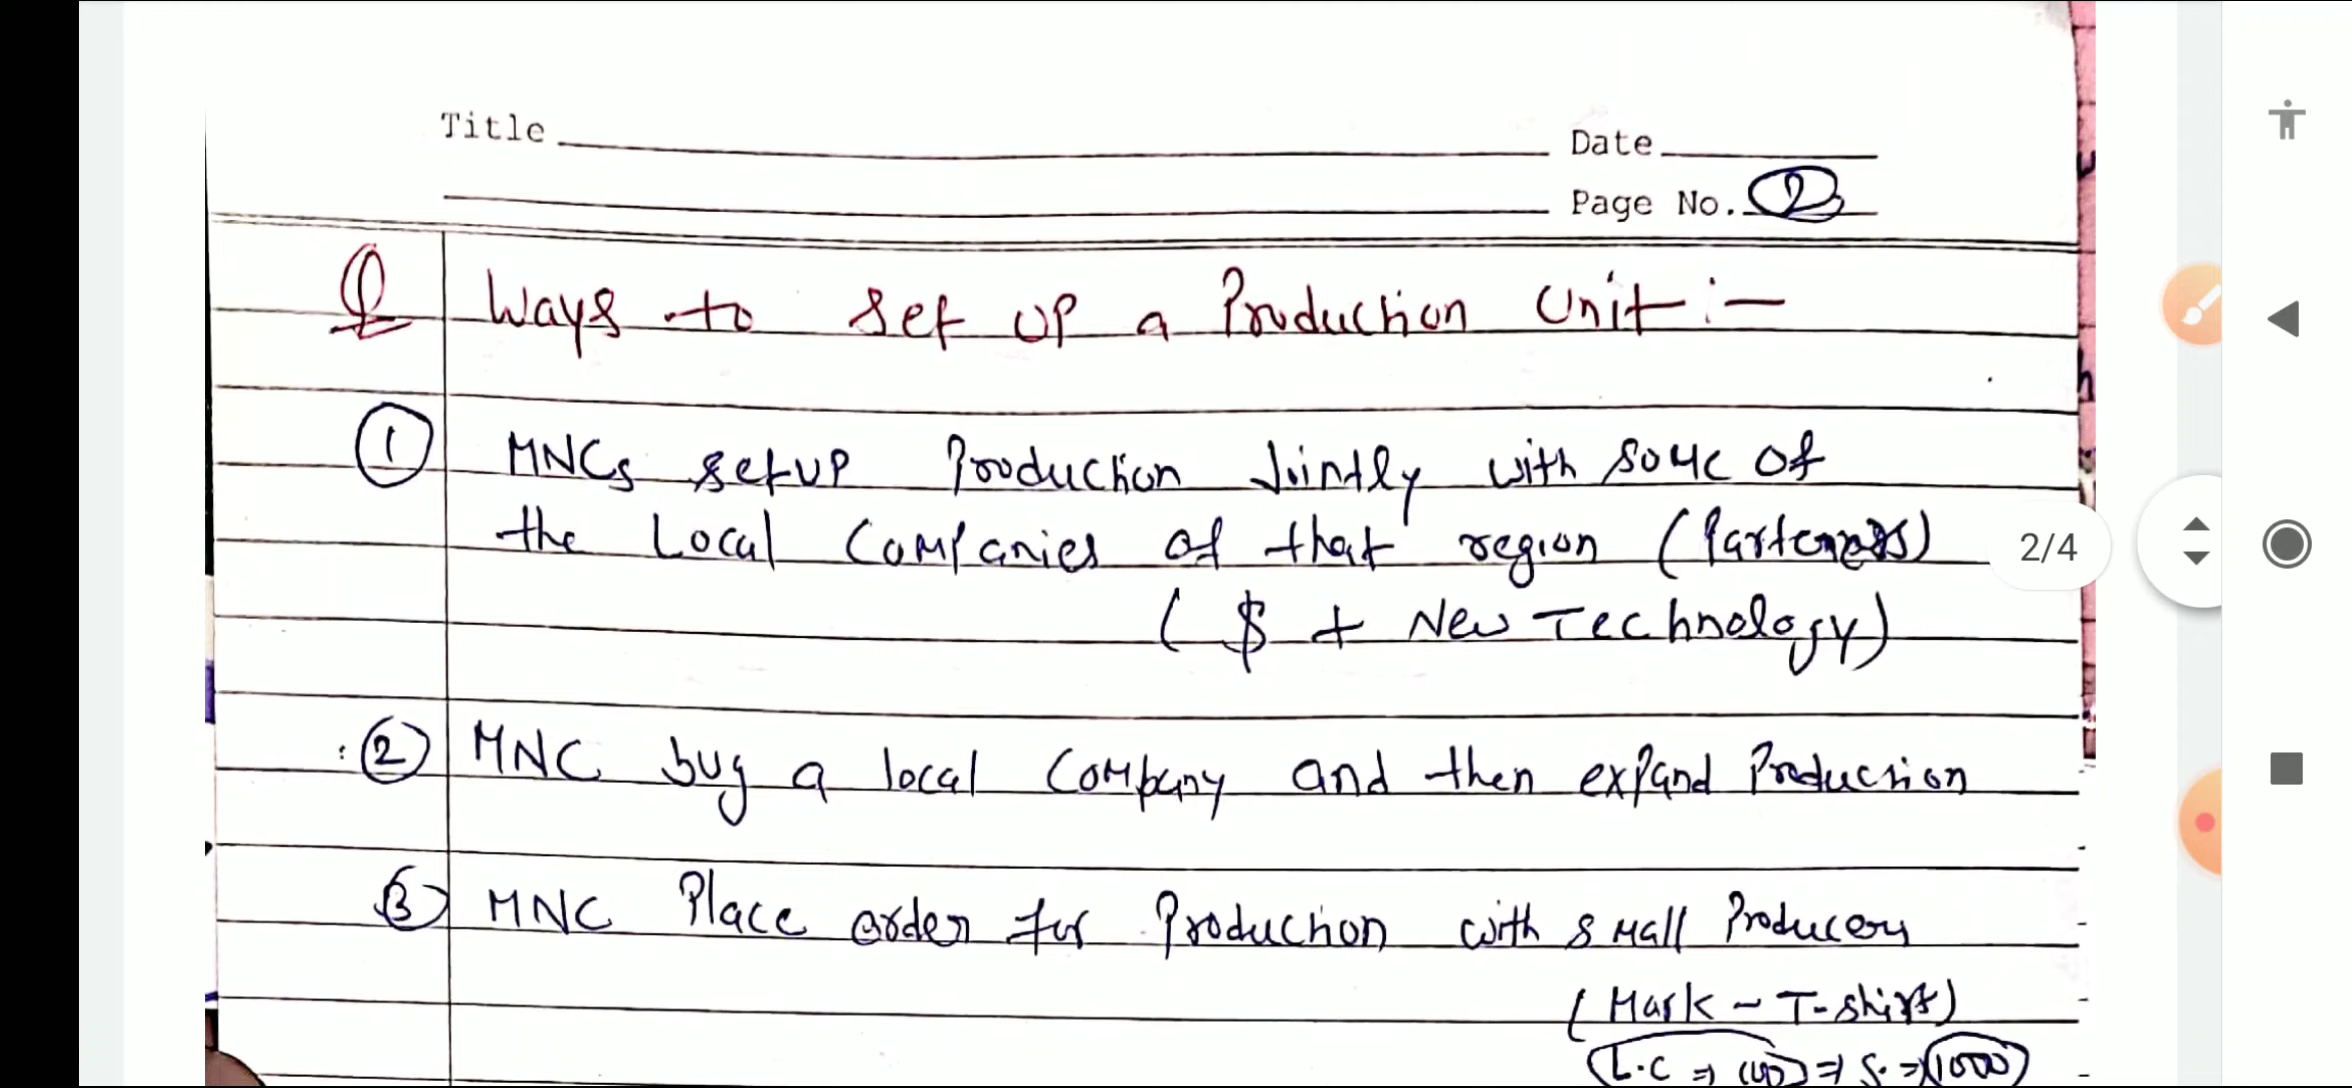 Title
Date
Page No. 2
Q Ways to set up a Production Unit :-
① MNCs setup Production Jointly with some of
the Local Companies of that region (Parteners)
2/4
( $ + New Technology)
② MNC buy a local Company and then expand Production
③ MNC Place order for Production with small Producers
(Mark - T-shirt)
L.C ⇒ ⇒ S. ⇒ 1000